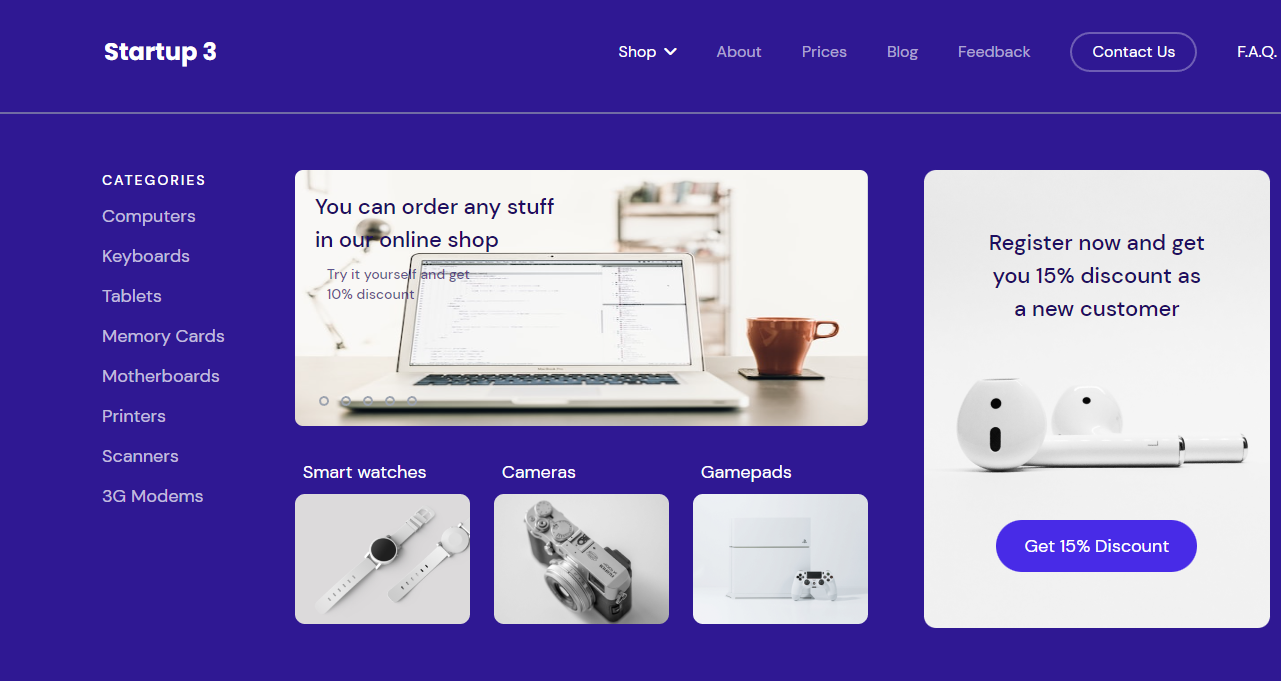 Startup 3
Shop
About
Prices
Blog
Feedback
Contact Us
F.A.Q.
CATEGORIES
Computers
Keyboards
Tablets
Memory Cards
Motherboards
Printers
Scanners
3G Modems
You can order any stuff
in our online shop
Try it yourself and get
10% discount
Smart watches
Cameras
Gamepads
Register now and get
you 15% discount as
a new customer
Get 15% Discount